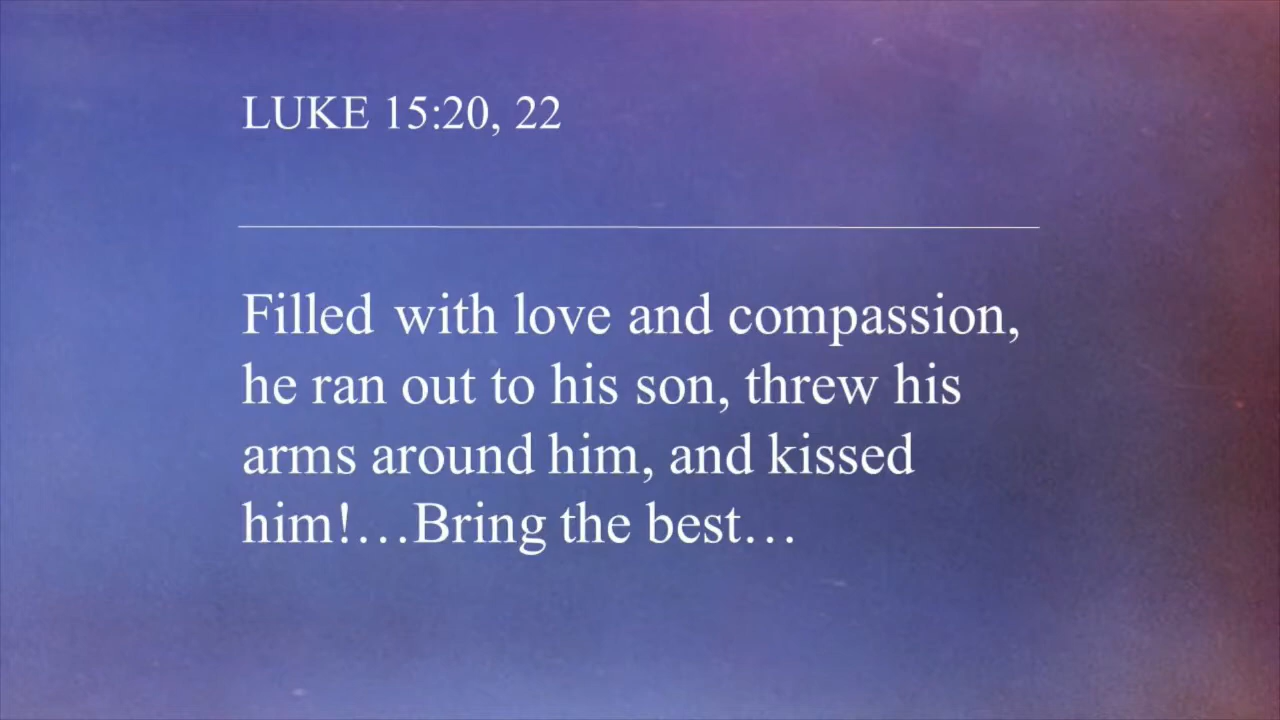 LUKE 15:20, 22
Filled with love and compassion,
he ran out to his son, threw his
arms around him, and kissed
him!…Bring the best…